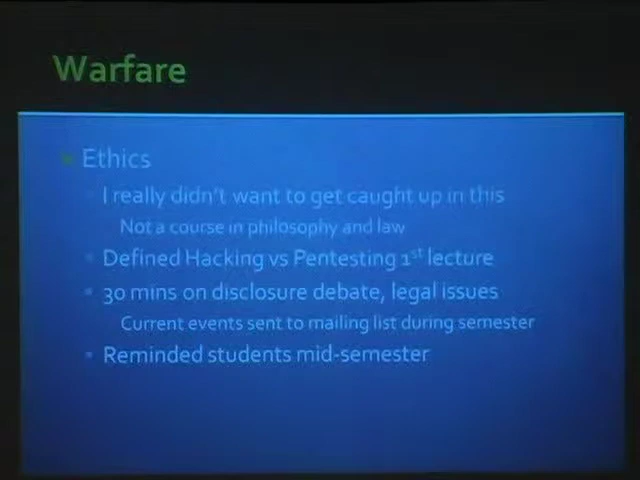 Warfare
Ethics
I really didn't want to get caught up in this
Not a course in philosophy and law
Defined Hacking vs Pentesting 1st lecture
30 mins on disclosure debate, legal issues
Current events sent to mailing list during semester
Reminded students mid-semester